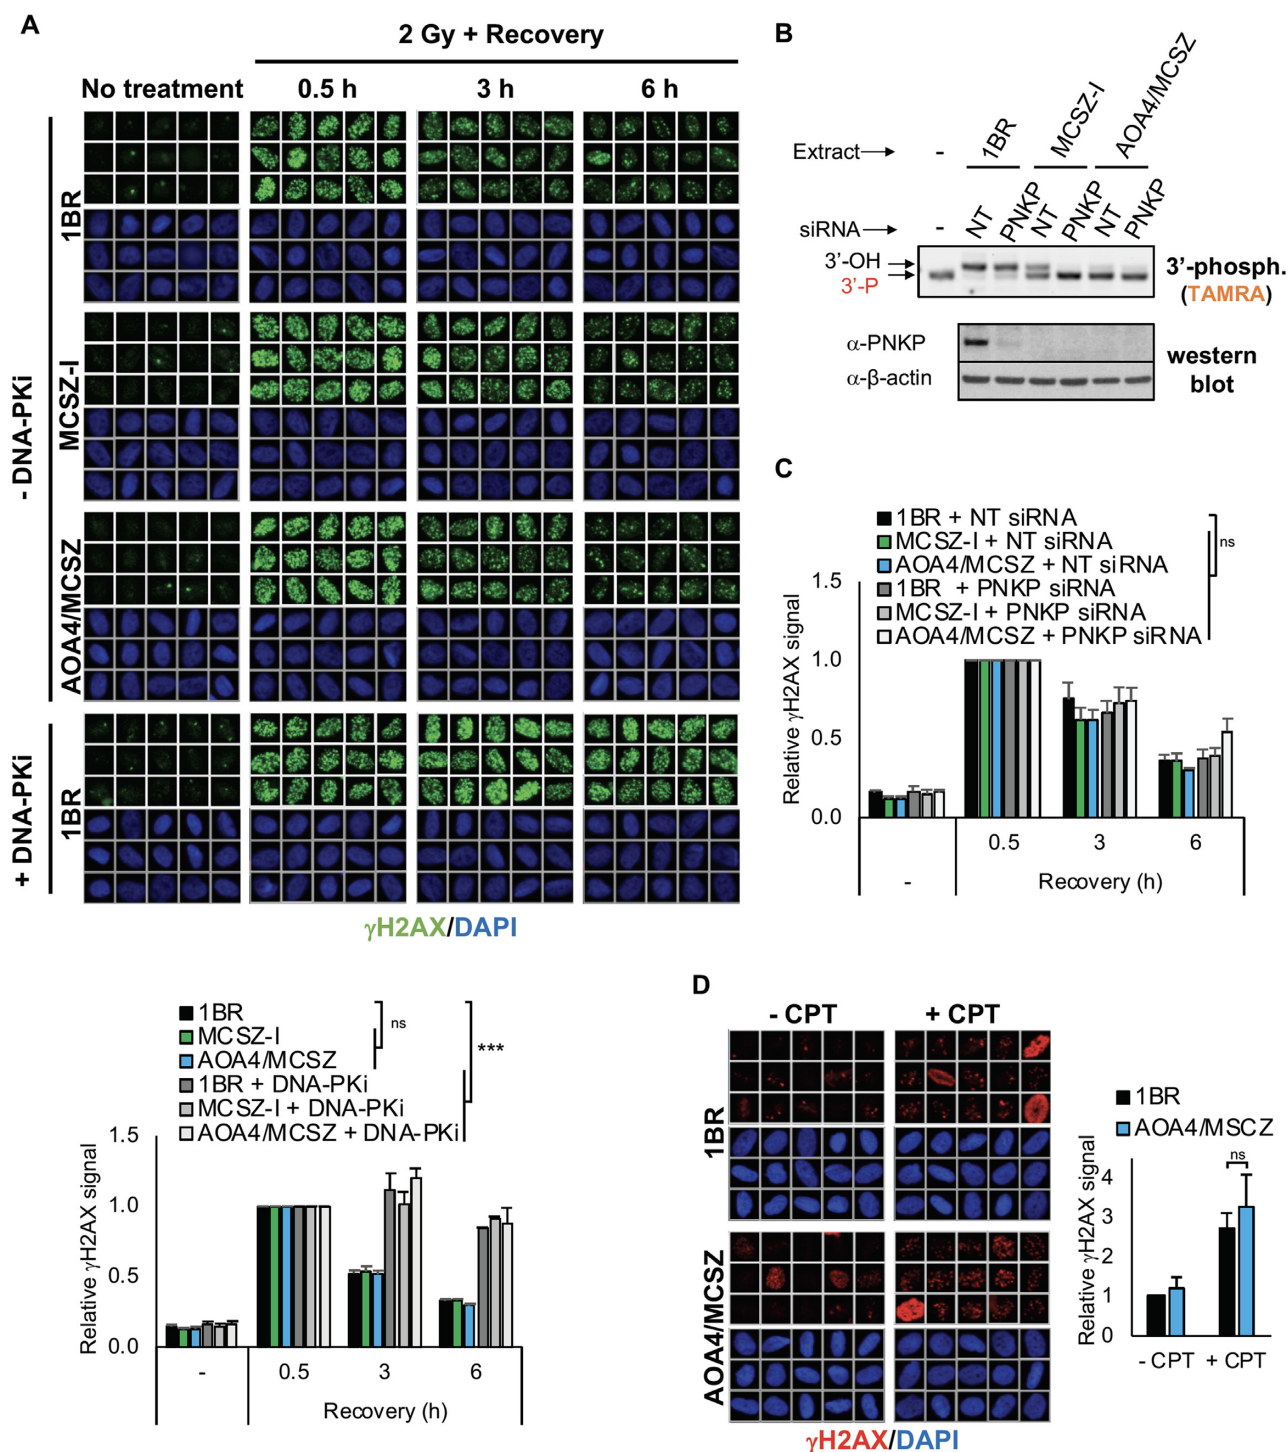 A
2 Gy + Recovery
No treatment
0.5 h
3 h
6 h
- DNA-PKi
1BR
MCSZ-I
AOA4/MCSZ
+ DNA-PKi
1BR
γH2AX/DAPI
B
Extract
-
1BR
MCSZ-I
AOA4/MCSZ
siRNA
-
NT
PNKP
NT
PNKP
NT
PNKP
3'-OH
3'-P
3'-phosph.
(TAMRA)
α-PNKP
α-β-actin
western
blot
C
1BR + NT siRNA
MCSZ-I + NT siRNA
AOA4/MCSZ + NT siRNA
1BR + PNKP siRNA
MCSZ-I + PNKP siRNA
AOA4/MCSZ + PNKP siRNA
ns
Relative γH2AX signal
1.5
1.0
0.5
0.0
-
0.5
3
6
Recovery (h)
1BR
MCSZ-I
AOA4/MCSZ
1BR + DNA-PKi
MCSZ-I + DNA-PKi
AOA4/MCSZ + DNA-PKi
ns
***
Relative γH2AX signal
1.5
1.0
0.5
0.0
-
0.5
3
6
Recovery (h)
D
- CPT
+ CPT
1BR
AOA4/MCSZ
γH2AX/DAPI
1BR
AOA4/MSCZ
ns
Relative γH2AX signal
4
3
2
1
0
- CPT
+ CPT